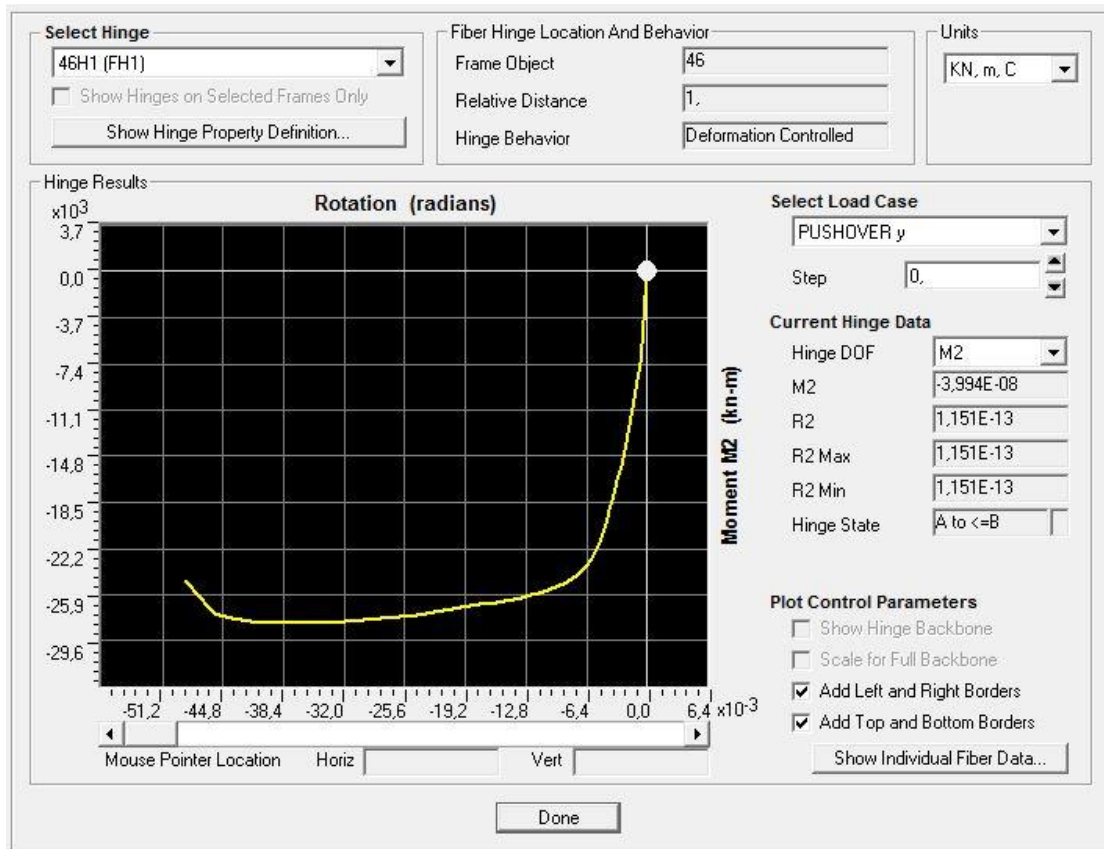 Select Hinge
46H1 (FH1)
Show Hinges on Selected Frames Only
Show Hinge Property Definition...
Fiber Hinge Location And Behavior
Frame Object 46
Relative Distance 1,
Hinge Behavior Deformation Controlled
Units
KN, m, C
Hinge Results
x10^3
Rotation (radians)
3,7
0,0
-3,7
-7,4
-11,1
-14,8
-18,5
-22,2
-25,9
-29,6
Moment M2 (kn-m)
-51,2 -44,8 -38,4 -32,0 -25,6 -19,2 -12,8 -6,4 0,0 6,4 x10^-3
Mouse Pointer Location Horiz Vert
Select Load Case
PUSHOVER y
Step 0,
Current Hinge Data
Hinge DOF M2
M2 -3,994E-08
R2 1,151E-13
R2 Max 1,151E-13
R2 Min 1,151E-13
Hinge State A to <=B
Plot Control Parameters
Show Hinge Backbone
Scale for Full Backbone
Add Left and Right Borders
Add Top and Bottom Borders
Show Individual Fiber Data...
Done